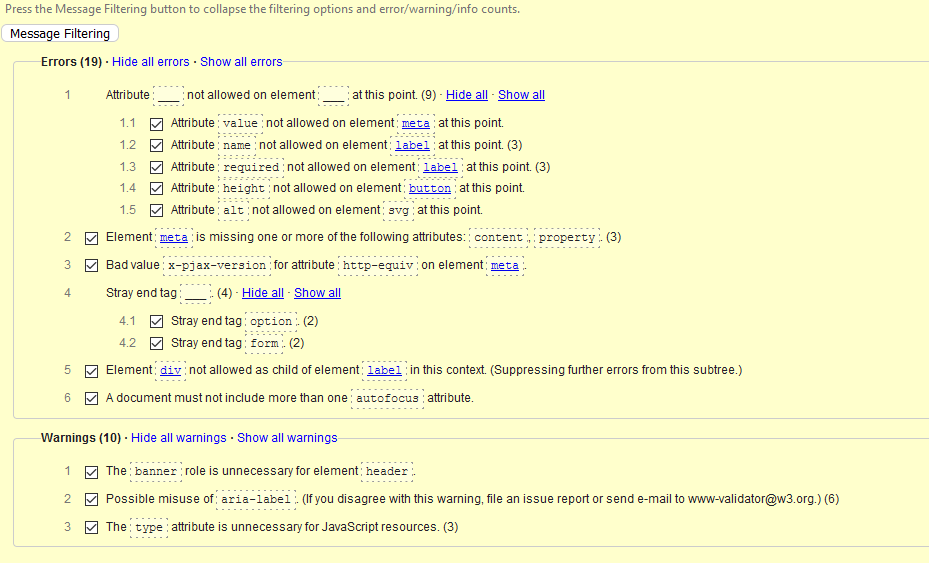 Press the Message Filtering button to collapse the filtering options and error/warning/info counts.
Message Filtering
Errors (19) · Hide all errors · Show all errors
1 Attribute ___ not allowed on element ___ at this point. (9) · Hide all · Show all
1.1 Attribute value not allowed on element meta at this point.
1.2 Attribute name not allowed on element label at this point. (3)
1.3 Attribute required not allowed on element label at this point. (3)
1.4 Attribute height not allowed on element button at this point.
1.5 Attribute alt not allowed on element svg at this point.
2 Element meta is missing one or more of the following attributes: content, property. (3)
3 Bad value x-pjax-version for attribute http-equiv on element meta.
4 Stray end tag ___. (4) · Hide all · Show all
4.1 Stray end tag option. (2)
4.2 Stray end tag form. (2)
5 Element div not allowed as child of element label in this context. (Suppressing further errors from this subtree.)
6 A document must not include more than one autofocus attribute.
Warnings (10) · Hide all warnings · Show all warnings
1 The banner role is unnecessary for element header.
2 Possible misuse of aria-label. (If you disagree with this warning, file an issue report or send e-mail to www-validator@w3.org.) (6)
3 The type attribute is unnecessary for JavaScript resources. (3)